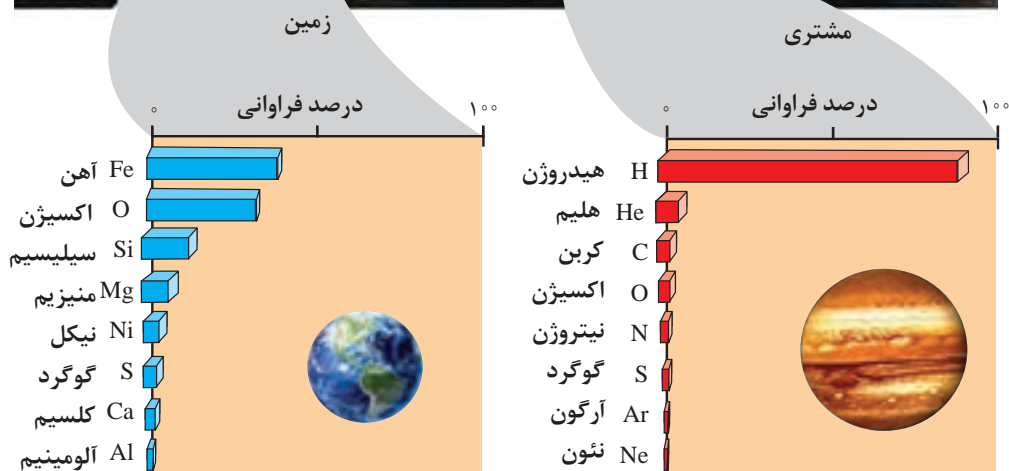 مشتری
درصد فراوانی
۰ ۱۰۰
H هیدروژن
He هلیم
C کربن
O اکسیژن
N نیتروژن
S گوگرد
Ar آرگون
Ne نئون
زمین
درصد فراوانی
۰ ۱۰۰
Fe آهن
O اکسیژن
Si سیلیسیم
Mg منیزیم
Ni نیکل
S گوگرد
Ca کلسیم
Al آلومینیم